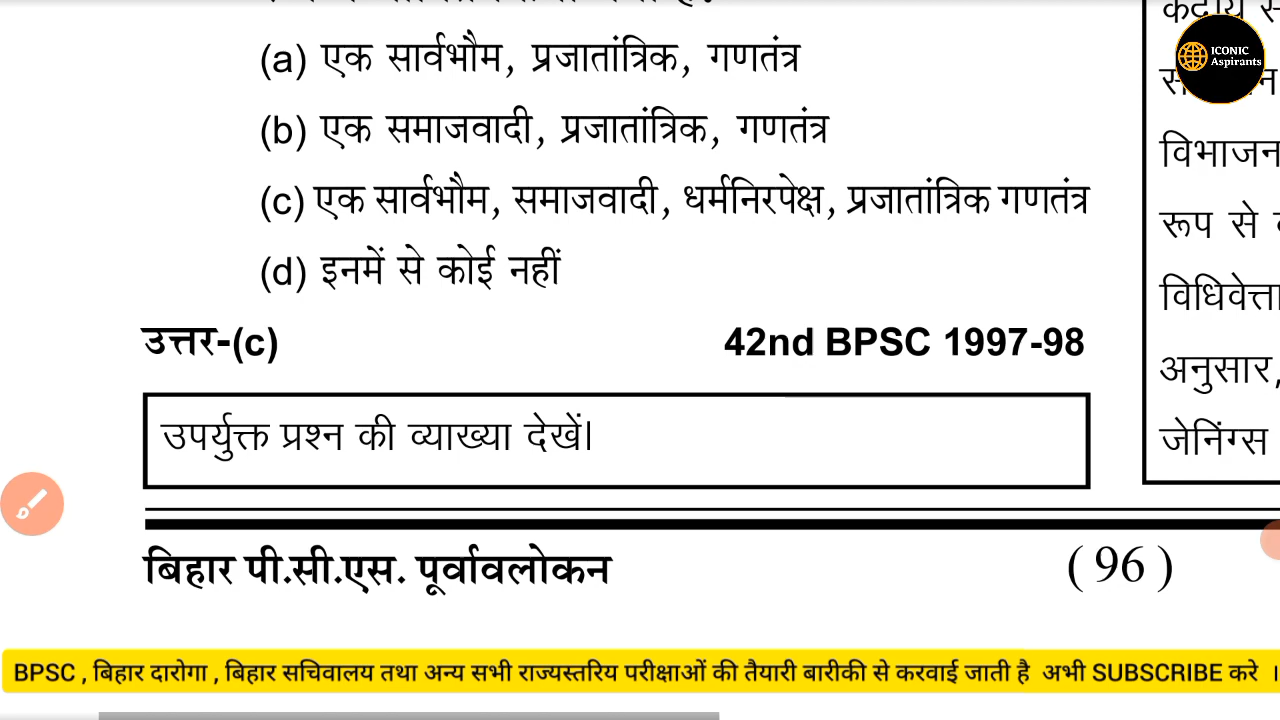 (a) एक सार्वभौम, प्रजातांत्रिक, गणतंत्र
(b) एक समाजवादी, प्रजातांत्रिक, गणतंत्र
(c) एक सार्वभौम, समाजवादी, धर्मनिरपेक्ष, प्रजातांत्रिक गणतंत्र
(d) इनमें से कोई नहीं
उत्तर-(c) 42nd BPSC 1997-98
उपर्युक्त प्रश्न की व्याख्या देखें।
बिहार पी.सी.एस. पूर्वावलोकन
( 96 )
विभाजन
रूप से
विधिवेत्ता
अनुसार,
जेनिंग्स
ICONIC
Aspirants
BPSC , बिहार दारोगा , बिहार सचिवालय तथा अन्य सभी राज्यस्तरिय परीक्षाओं की तैयारी बारीकी से करवाई जाती है अभी SUBSCRIBE करे ।